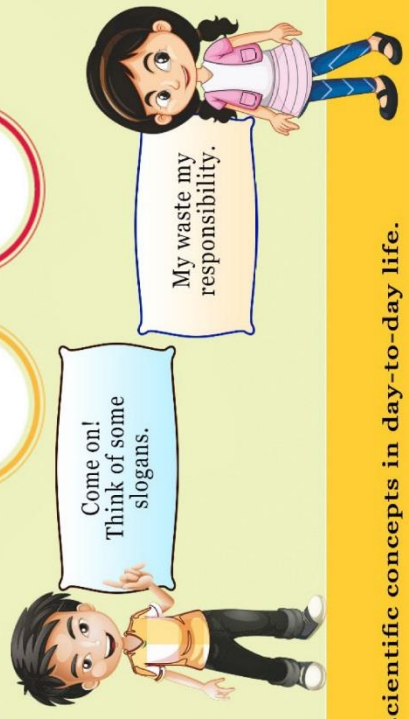 Come on!
Think of some
slogans.
My waste my
responsibility.
cientific concepts in day-to-day life.